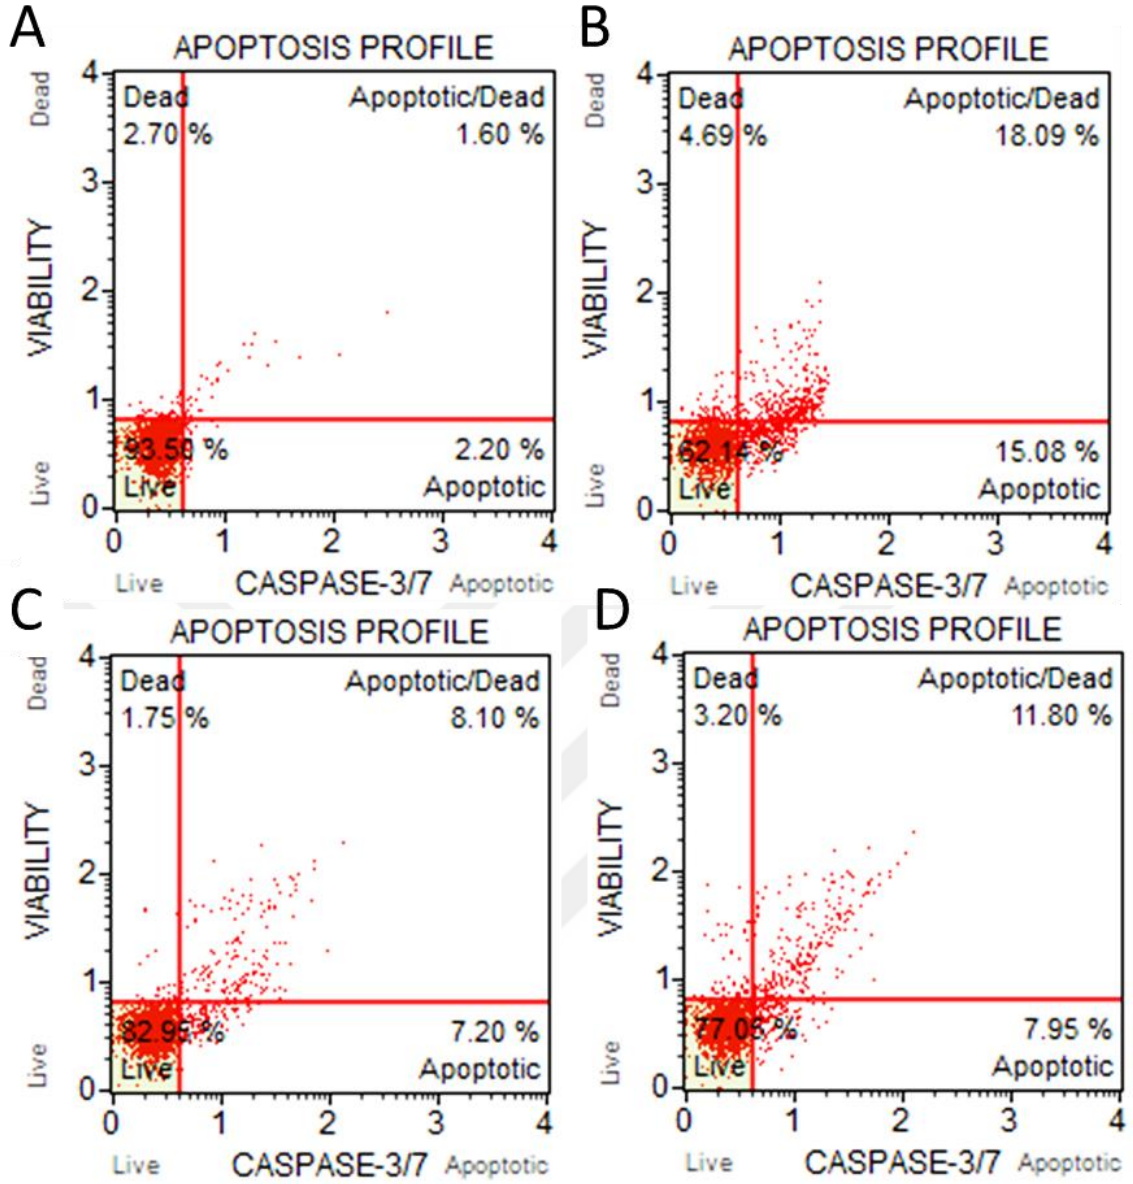 A
APOPTOSIS PROFILE
Dead
4
Dead
Apoptotic/Dead
2.70 %
1.60 %
3
VIABILITY
2
1
93.50 %
2.20 %
Live
Live
Apoptotic
0
0 1 2 3 4
Live CASPASE-3/7 Apoptotic
B
APOPTOSIS PROFILE
Dead
4
Dead
Apoptotic/Dead
4.69 %
18.09 %
3
VIABILITY
2
1
62.14 %
15.08 %
Live
Live
Apoptotic
0
0 1 2 3 4
Live CASPASE-3/7 Apoptotic
C
APOPTOSIS PROFILE
Dead
4
Dead
Apoptotic/Dead
1.75 %
8.10 %
3
VIABILITY
2
1
82.95 %
7.20 %
Live
Live
Apoptotic
0
0 1 2 3 4
Live CASPASE-3/7 Apoptotic
D
APOPTOSIS PROFILE
Dead
4
Dead
Apoptotic/Dead
3.20 %
11.80 %
3
VIABILITY
2
1
77.05 %
7.95 %
Live
Live
Apoptotic
0
0 1 2 3 4
Live CASPASE-3/7 Apoptotic